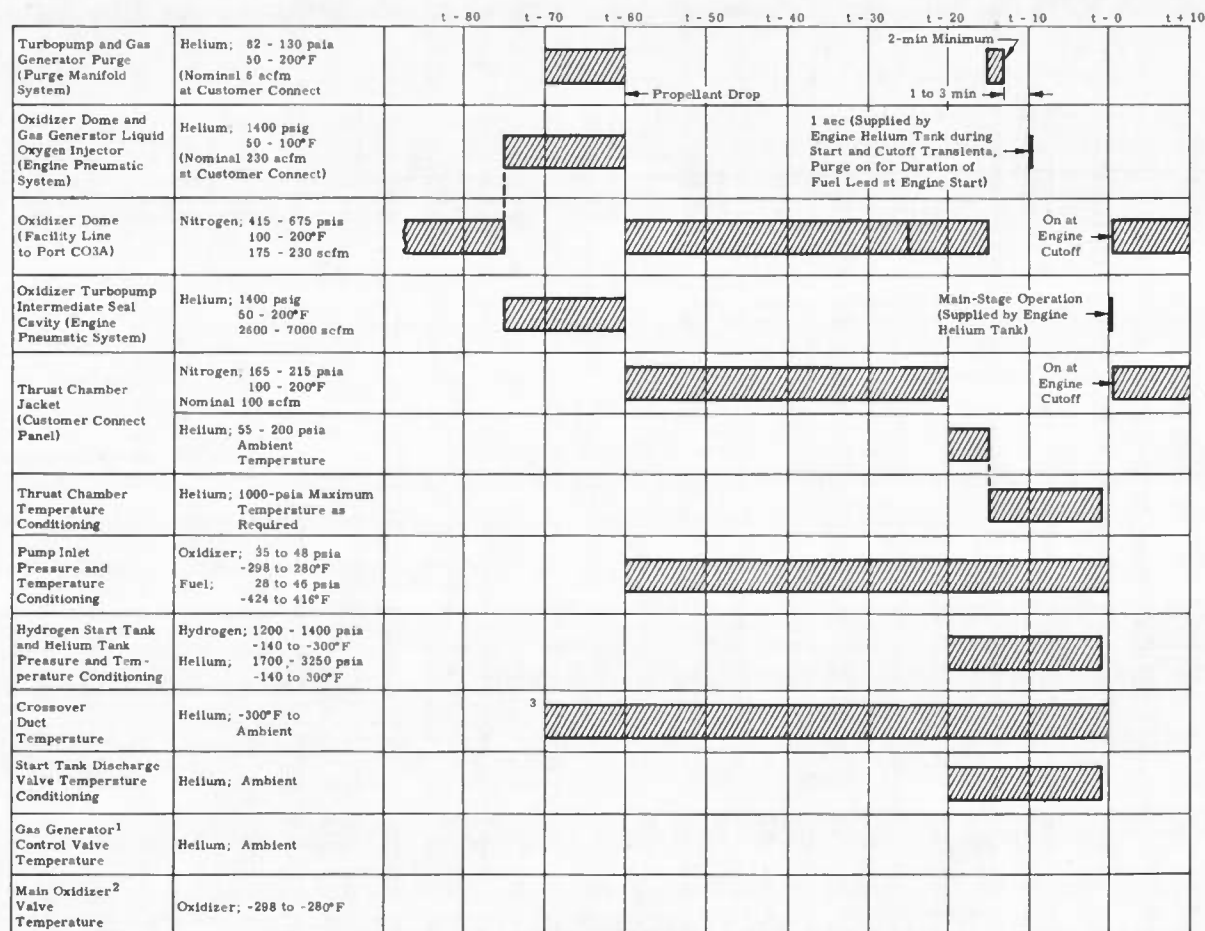 t - 80 t - 70 t - 60 t - 50 t - 40 t - 30 t - 20 t - 10 t - 0 t + 10
Turbopump and Gas
Generator Purge
(Purge Manifold
System)
Helium; 82 - 130 psia
50 - 200°F
(Nominal 6 scfm
at Customer Connect
Propellant Drop
2-min Minimum
1 to 3 min
Oxidizer Dome and
Gas Generator Liquid
Oxygen Injector
(Engine Pneumatic
System)
Helium; 1400 psig
50 - 100°F
(Nominal 230 scfm
at Customer Connect)
1 sec (Supplied by
Engine Helium Tank during
Start and Cutoff Transients,
Purge on for Duration of
Fuel Lead at Engine Start)
Oxidizer Dome
(Facility Line
to Port CO3A)
Nitrogen; 415 - 675 psia
100 - 200°F
175 - 230 scfm
On at
Engine
Cutoff
Oxidizer Turbopump
Intermediate Seal
Cavity (Engine
Pneumatic System)
Helium; 1400 psig
50 - 200°F
2600 - 7000 scfm
Main-Stage Operation
(Supplied by Engine
Helium Tank)
Thrust Chamber
Jacket
(Customer Connect
Panel)
Nitrogen; 165 - 215 psia
100 - 200°F
Nominal 100 scfm
On at
Engine
Cutoff
Helium; 55 - 200 psia
Ambient
Temperature
Thrust Chamber
Temperature
Conditioning
Helium; 1000-psia Maximum
Temperature as
Required
Pump Inlet
Pressure and
Temperature
Conditioning
Oxidizer; 35 to 48 psia
-298 to 280°F
Fuel; 28 to 46 psia
-424 to 416°F
Hydrogen Start Tank
and Helium Tank
Pressure and Tem-
perature Conditioning
Hydrogen; 1200 - 1400 psia
-140 to -300°F
Helium; 1700 - 3250 psia
-140 to 300°F
Crossover
Duct
Temperature
Helium; -300°F to
Ambient
3
Start Tank Discharge
Valve Temperature
Conditioning
Helium; Ambient
Gas Generator1
Control Valve
Temperature
Helium; Ambient
Main Oxidizer2
Valve
Temperature
Oxidizer; -298 to -280°F